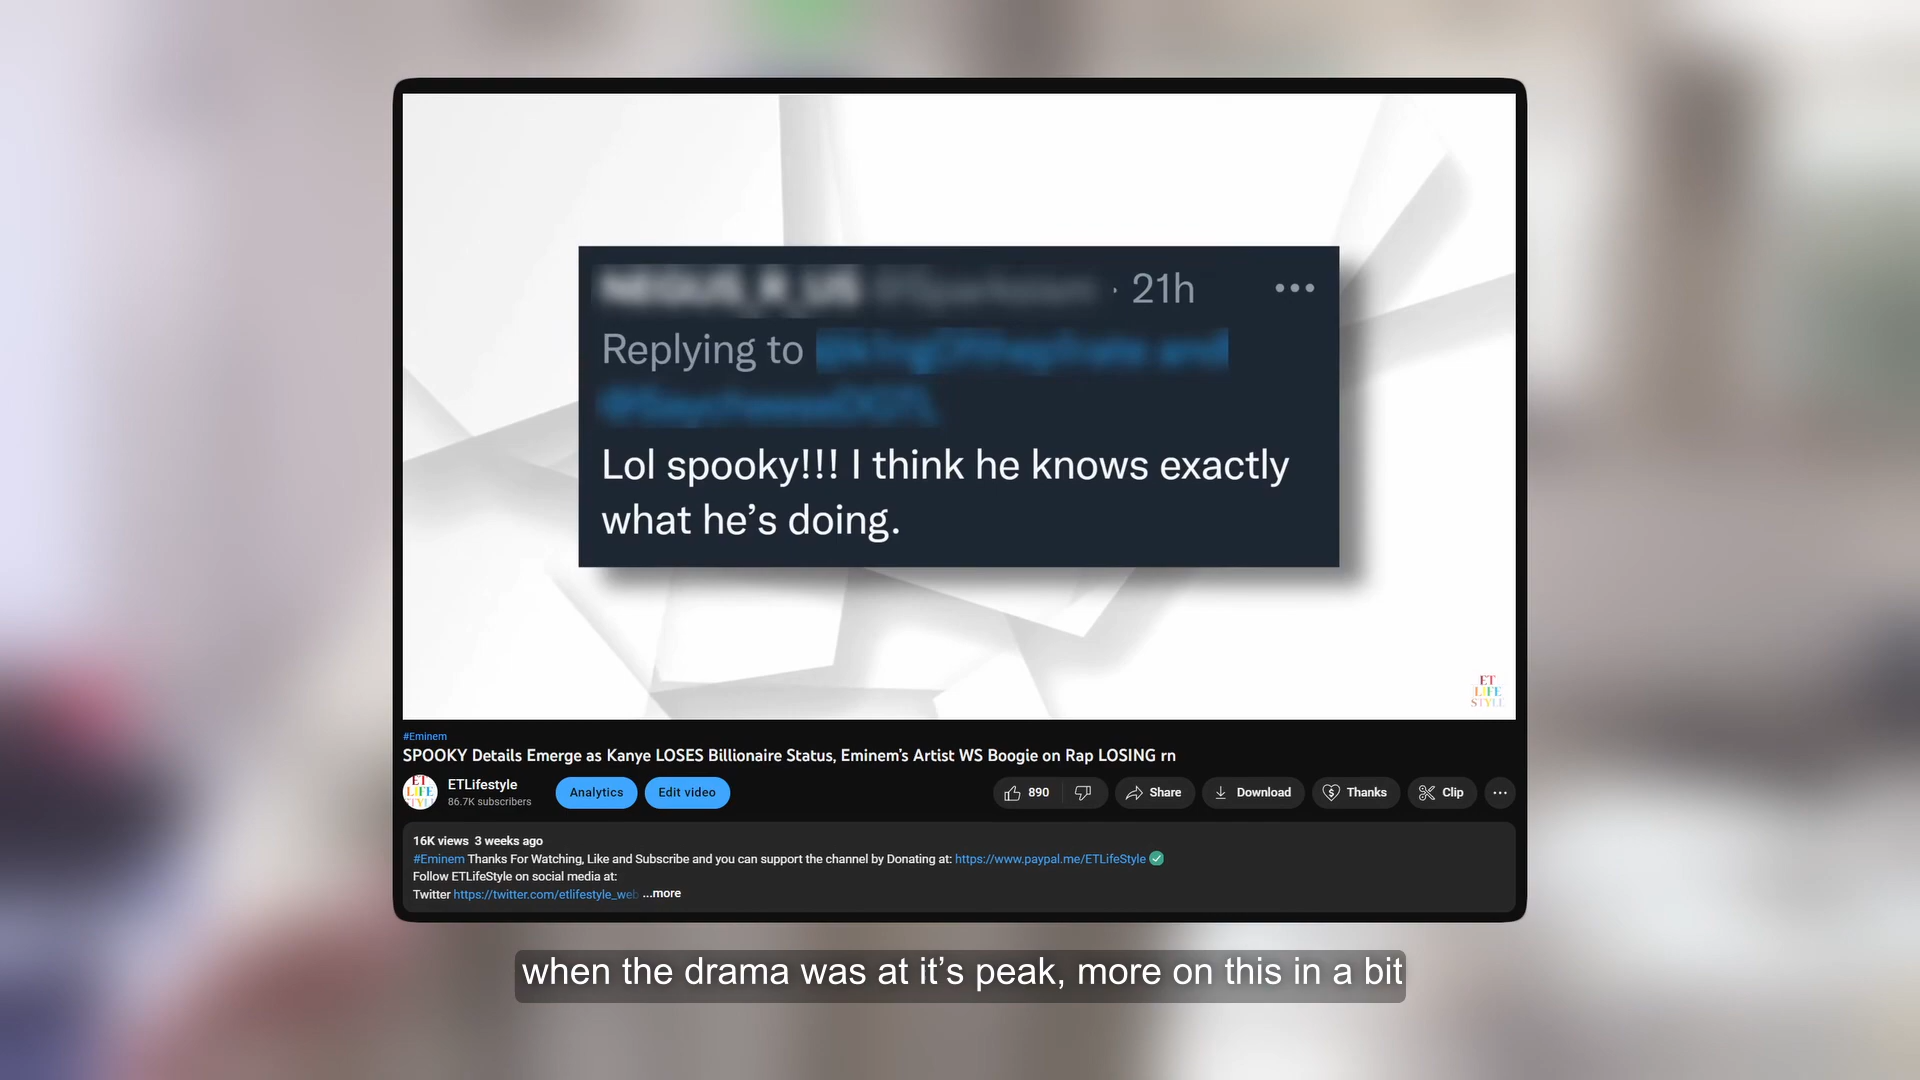 · 21h
Replying to
Lol spooky!!! I think he knows exactly
what he’s doing.
ET
LIFE
STYLE
#Eminem
SPOOKY Details Emerge as Kanye LOSES Billionaire Status, Eminem’s Artist WS Boogie on Rap LOSING rn
ET
LIFE
STYLE
ETLifestyle
86.7K subscribers
Analytics
Edit video
890
Share
Download
Thanks
Clip
16K views 3 weeks ago
#Eminem Thanks For Watching, Like and Subscribe and you can support the channel by Donating at: https://www.paypal.me/ETLifeStyle
Follow ETLifeStyle on social media at:
Twitter https://twitter.com/etlifestyle_web ...more
when the drama was at it’s peak, more on this in a bit